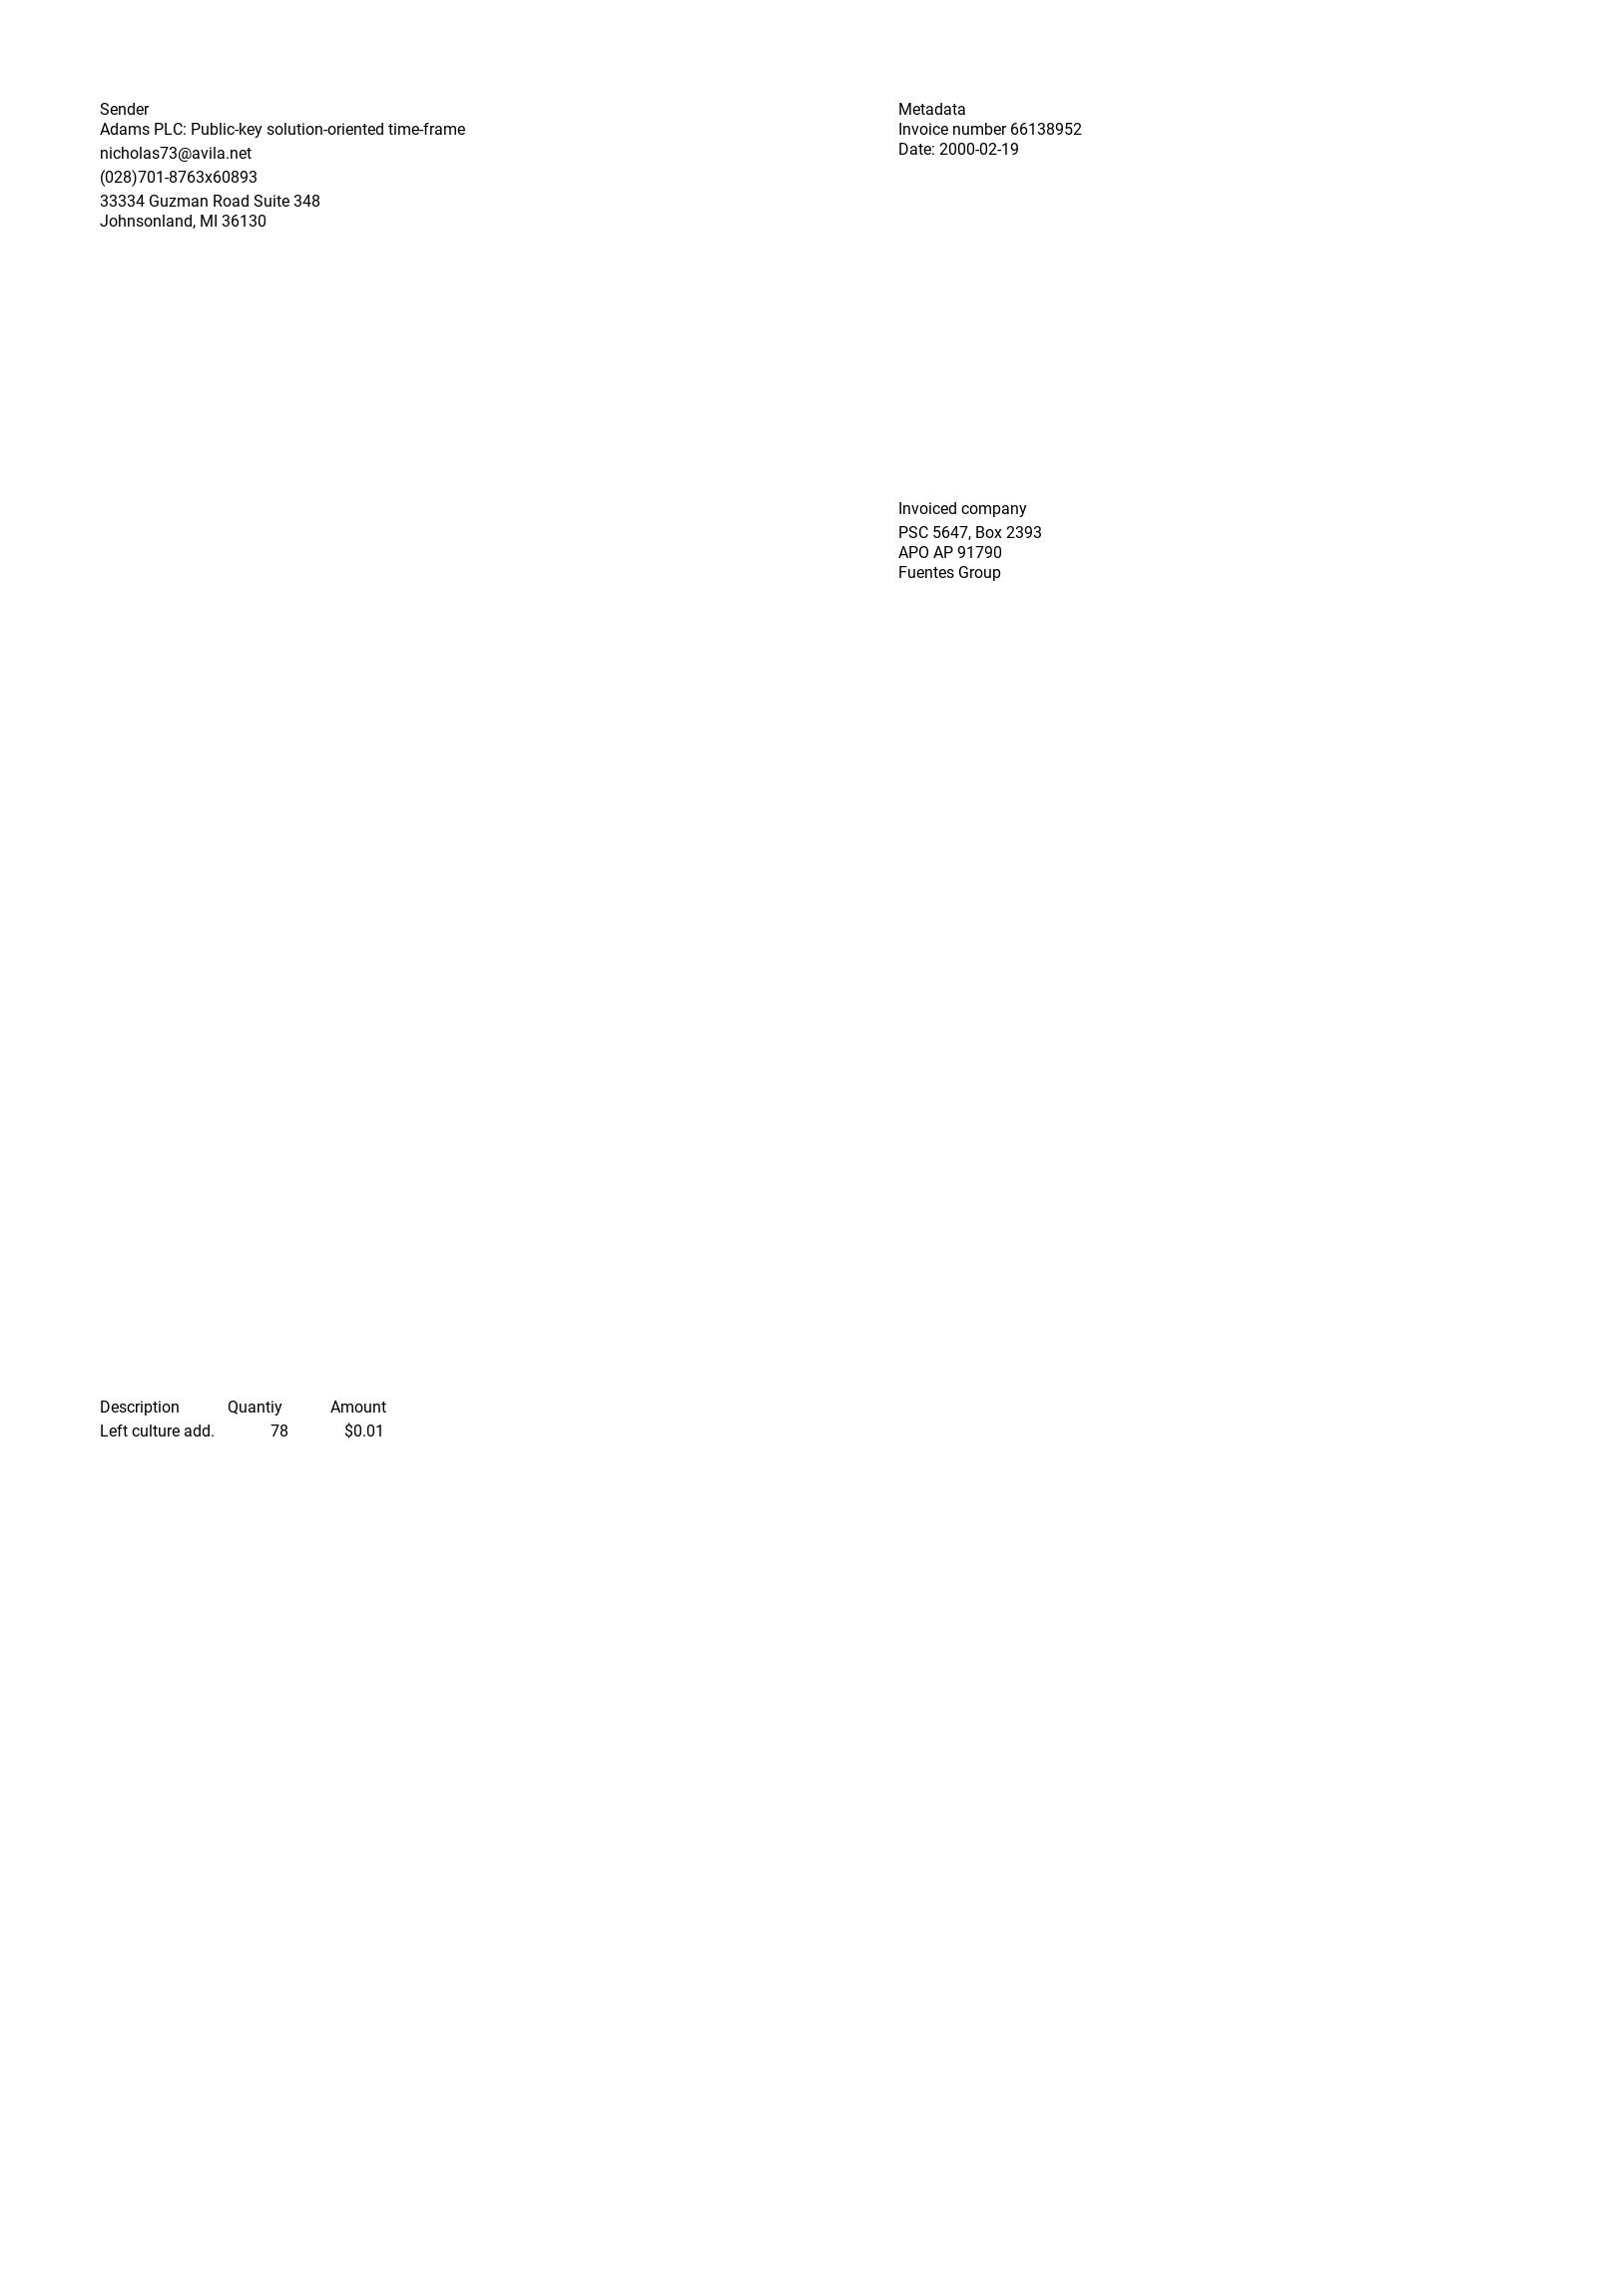 Sender
Adams PLC: Public-key solution-oriented time-frame
nicholas73@avila.net
(028)701-8763x60893
33334 Guzman Road Suite 348
Johnsonland, MI 36130
Metadata
Invoice number 66138952
Date: 2000-02-19
Invoiced company
PSC 5647, Box 2393
APO AP 91790
Fuentes Group
Description Quantiy Amount
Left culture add. 78 $0.01